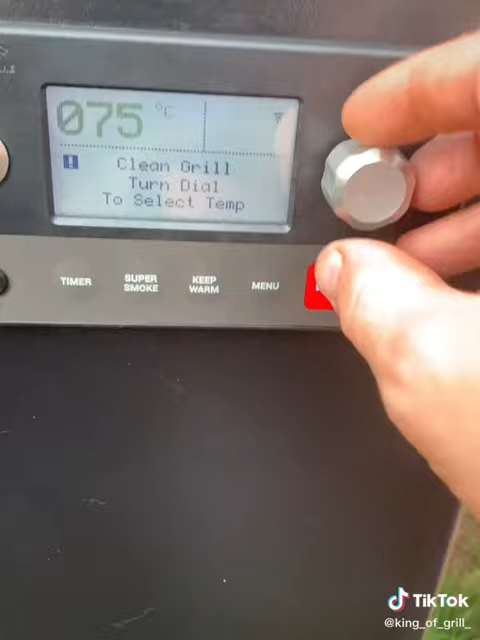 075 °C
Clean Grill
Turn Dial
To Select Temp
TIMER
SUPER
SMOKE
KEEP
WARM
MENU
TikTok
@king_of_grill_